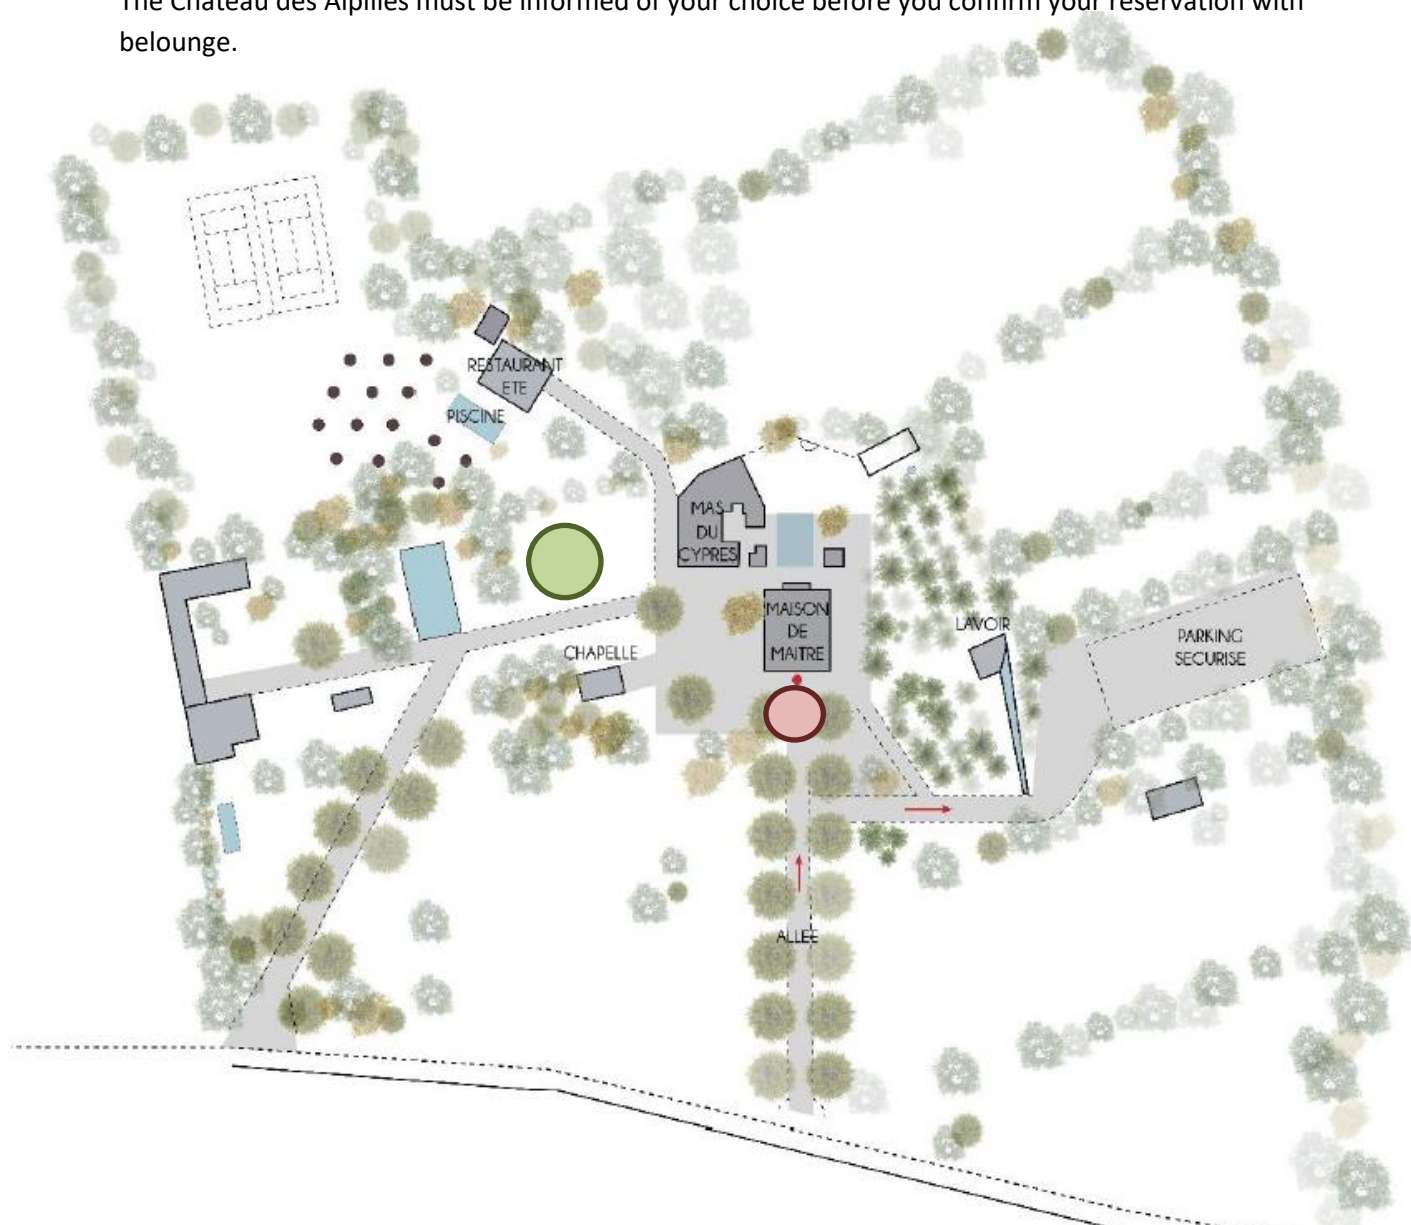 The Château des Alpilles must be informed of your choice before you confirm your reservation with
belounge.
RESTAURANT
ETE
PISCINE
MAS
DU
CYPRES
MAISON
DE
MAITRE
LAVOIR
PARKING
SECURISE
CHAPELLE
ALLEE